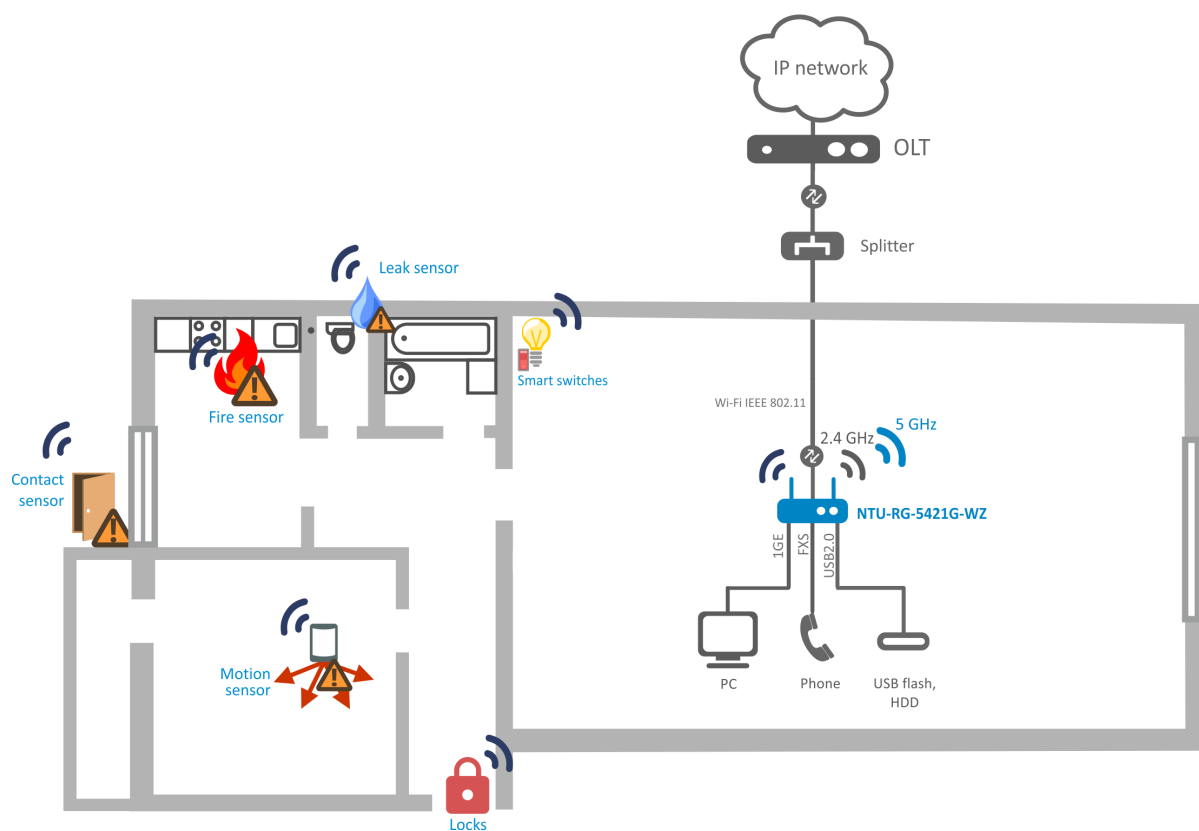 IP network
OLT
Splitter
Leak sensor
Smart switches
Fire sensor
Wi-Fi IEEE 802.11
2.4 GHz
5 GHz
Contact
sensor
NTU-RG-5421G-WZ
1GE
FXS
USB2.0
Motion
sensor
PC
Phone
USB flash,
HDD
Locks